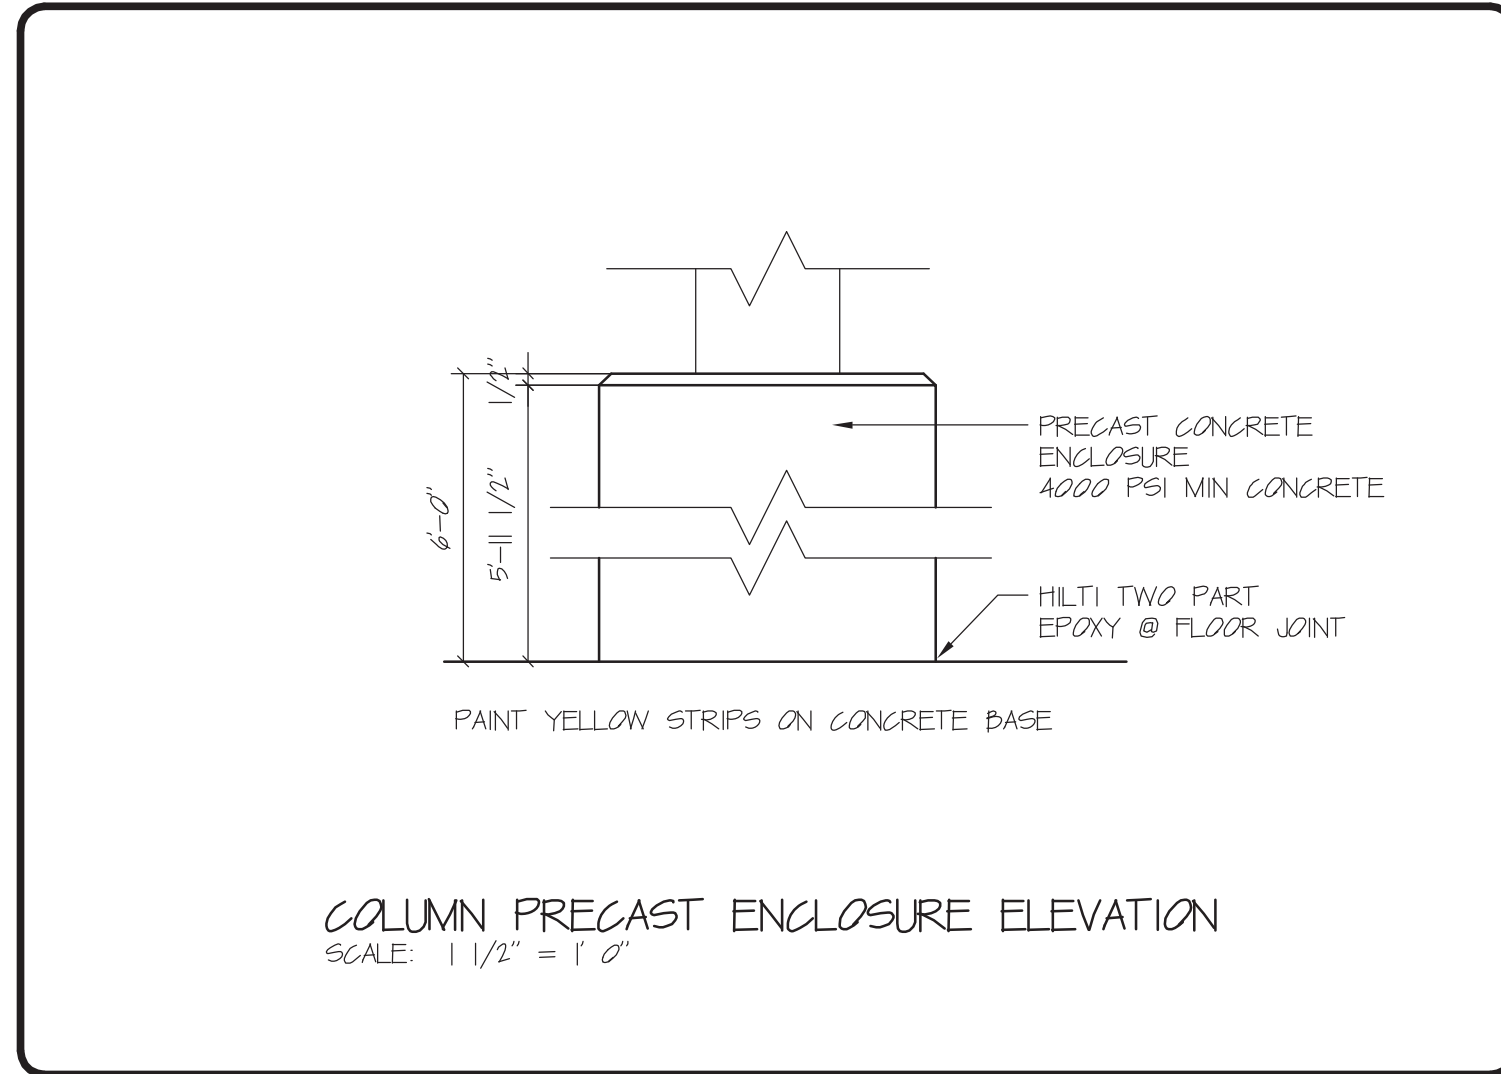 1/2"
6'-0"
5'-11 1/2"
PRECAST CONCRETE
ENCLOSURE
4000 PSI MIN CONCRETE
HILTI TWO PART
EPOXY @ FLOOR JOINT
PAINT YELLOW STRIPS ON CONCRETE BASE
COLUMN PRECAST ENCLOSURE ELEVATION
SCALE: 1 1/2" = 1' 0"